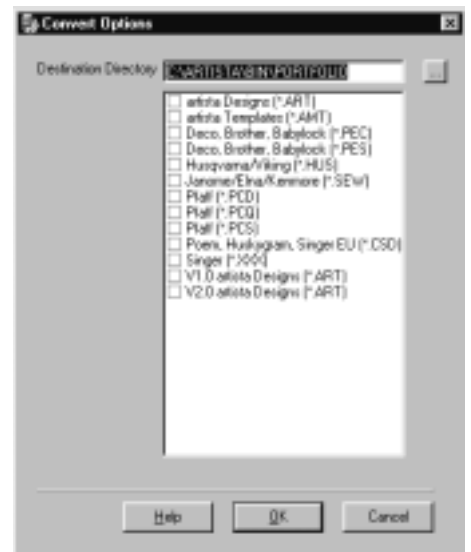 Convert Options
Destination Directory C:\ARTISTA\BIN\PORTFOLIO ...
artista Designs (*.ART)
artista Templates (*.AMT)
Deco, Brother, Babylock (*.PEC)
Deco, Brother, Babylock (*.PES)
Husqvarna/Viking (*.HUS)
Janome/Elna/Kenmore (*.SEW)
Pfaff (*.PCD)
Pfaff (*.PCQ)
Pfaff (*.PCS)
Poem, Huskygram, Singer EU (*.CSD)
Singer (*.XXX)
V1.0 artista Designs (*.ART)
V2.0 artista Designs (*.ART)
Help OK Cancel